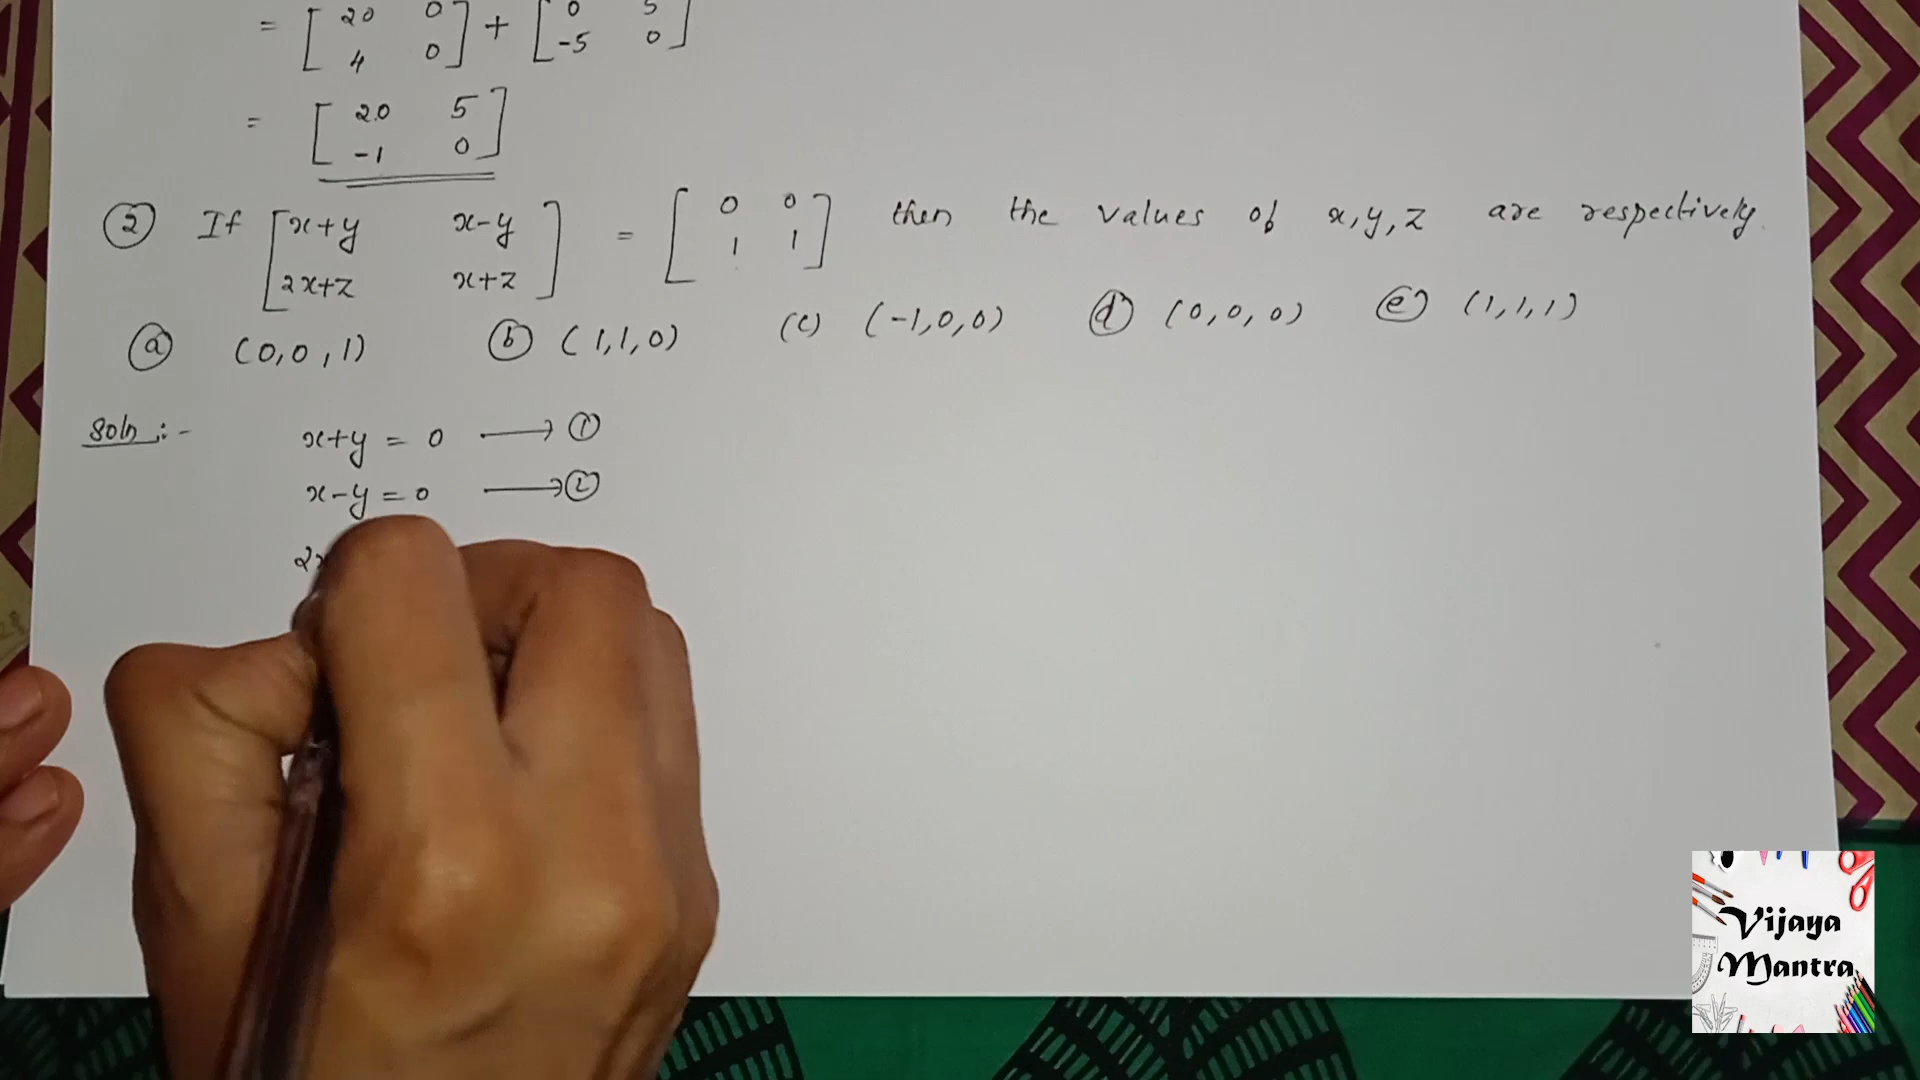 = [ 20 0 ] + [ 0 5 ]
4 0 -5 0
= [ 20 5 ]
-1 0
② If [ x+y x-y ] = [ 0 0 ] then the values of x,y,z are respectively.
2x+z x+z 1 1
ⓐ (0,0,1) ⓑ (1,1,0) (c) (-1,0,0) ⓓ (0,0,0) ⓔ (1,1,1)
Soln :- x+y = 0 ⟶ ①
x-y = 0 ⟶ ②
2x
Vijaya
Mantra